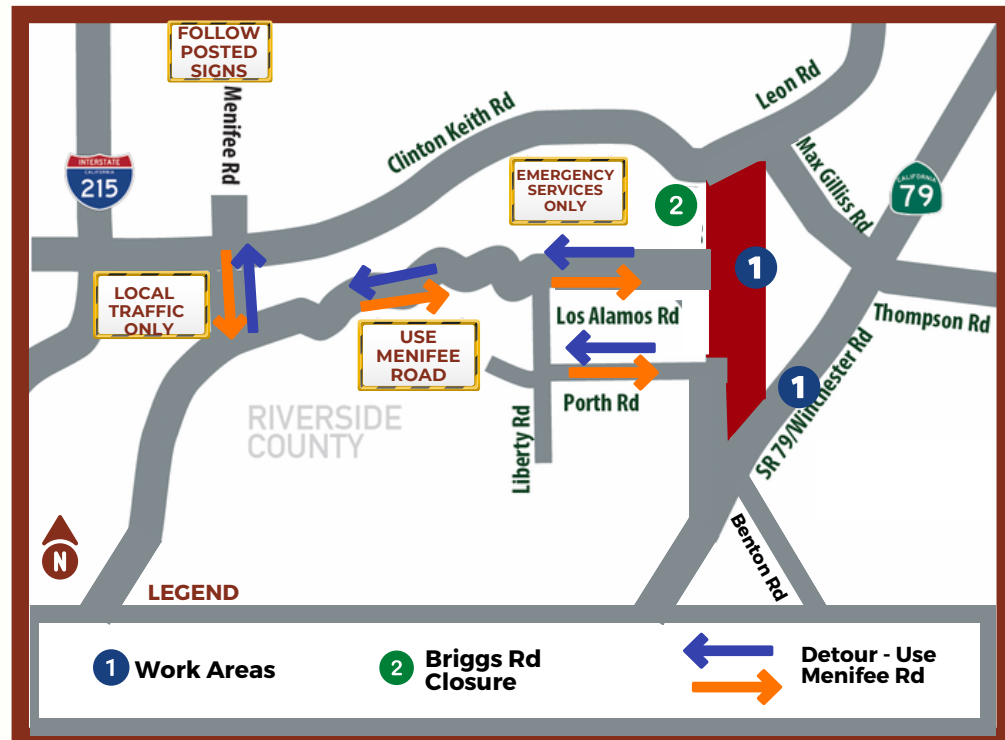 FOLLOW
POSTED
SIGNS
Menifee Rd
Clinton Keith Rd
Leon Rd
Max Gilliss Rd
INTERSTATE
CALIFORNIA
215
CALIFORNIA
79
EMERGENCY
SERVICES
ONLY
2
1
LOCAL
TRAFFIC
ONLY
Los Alamos Rd
Thompson Rd
USE
MENIFEE
ROAD
Porth Rd
1
SR 79/Winchester Rd
RIVERSIDE
COUNTY
Liberty Rd
Benton Rd
N
LEGEND
1 Work Areas
2 Briggs Rd
Closure
Detour - Use
Menifee Rd